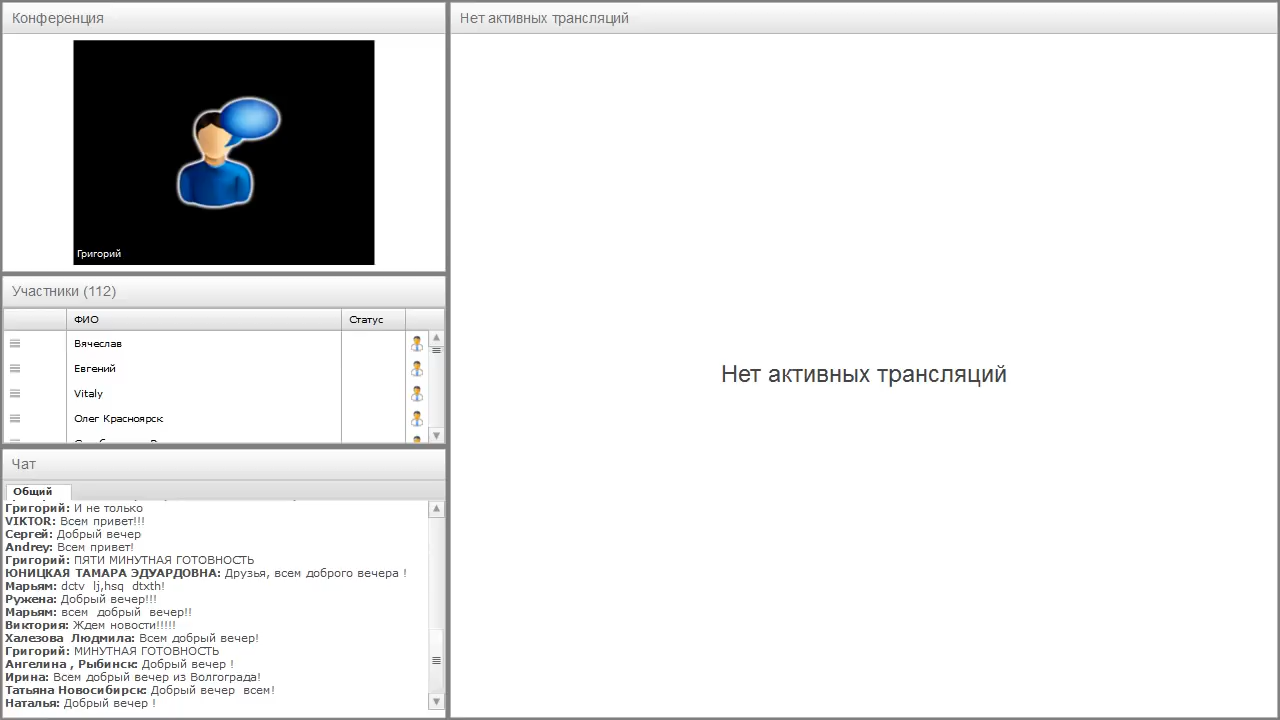 Конференция
Нет активных трансляций
Григорий
Участники (112)
ФИО
Статус
Вячеслав
Евгений
Vitaly
Олег Красноярск
Нет активных трансляций
Чат
Общий
Григорий: И не только
VIKTOR: Всем привет!!!
Сергей: Добрый вечер
Andrey: Всем привет!
Григорий: ПЯТИ МИНУТНАЯ ГОТОВНОСТЬ
ЮНИЦКАЯ ТАМАРА ЭДУАРДОВНА: Друзья, всем доброго вечера !
Марьям: dctv lj,hsq dtxth!
Ружена: Добрый вечер!!!
Марьям: всем добрый вечер!!
Виктория: Ждем новости!!!!!
Халезова Людмила: Всем добрый вечер!
Григорий: МИНУТНАЯ ГОТОВНОСТЬ
Ангелина , Рыбинск: Добрый вечер !
Ирина: Всем добрый вечер из Волгограда!
Татьяна Новосибирск: Добрый вечер всем!
Наталья: Добрый вечер !